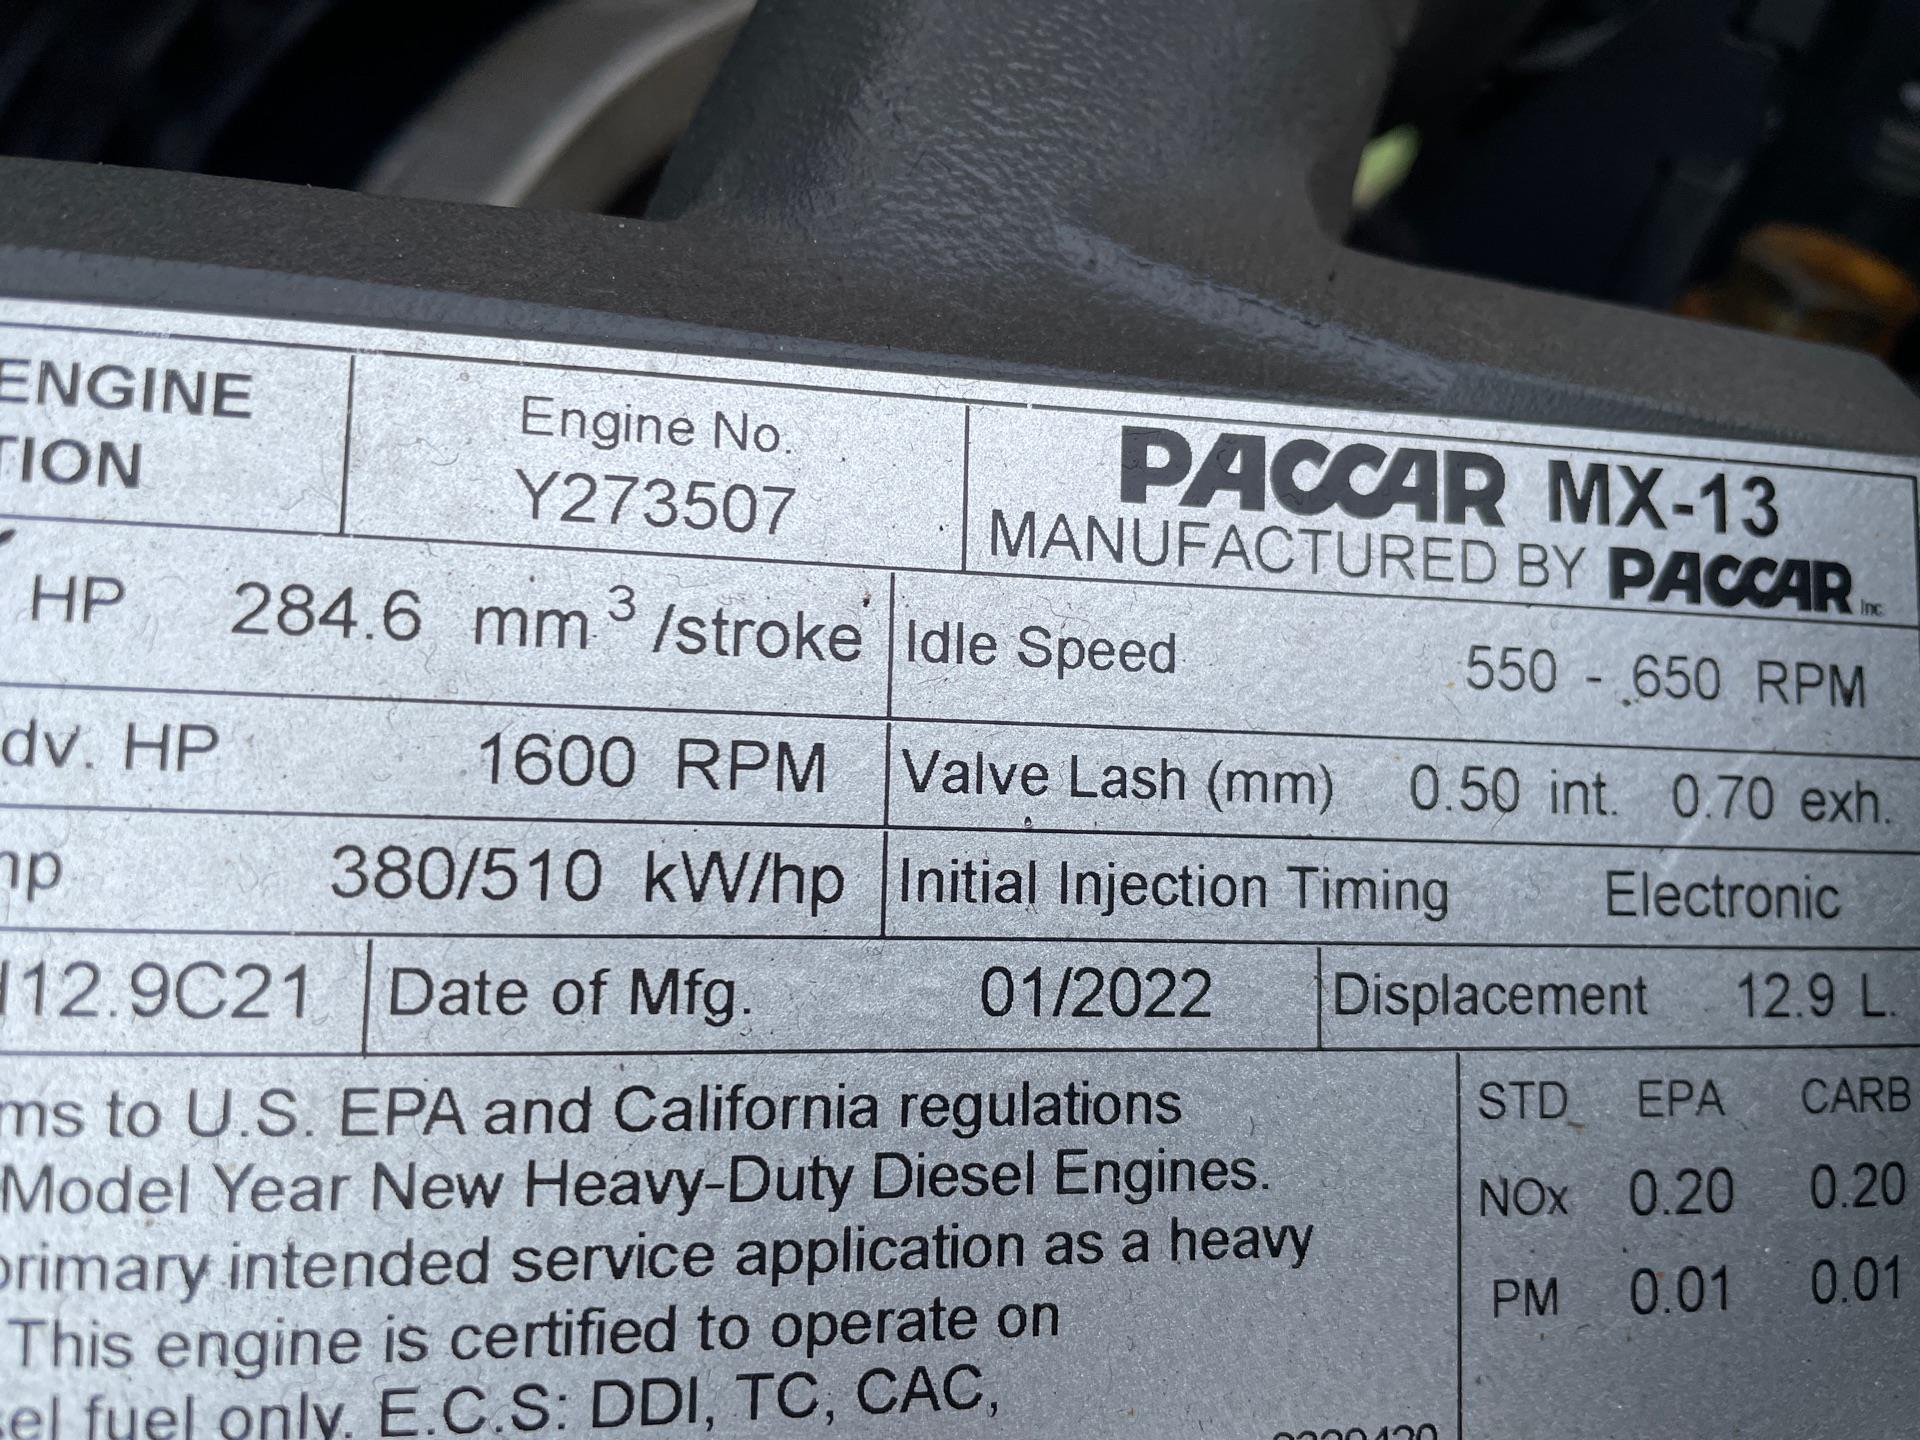 ENGINE
TION
Engine No.
Y273507
PACCAR MX-13
MANUFACTURED BY PACCAR Inc.
HP 284.6 mm³/stroke
Idle Speed 550 - 650 RPM
dv. HP 1600 RPM
Valve Lash (mm) 0.50 int. 0.70 exh.
hp 380/510 kW/hp
Initial Injection Timing Electronic
12.9C21
Date of Mfg. 01/2022
Displacement 12.9 L.
ms to U.S. EPA and California regulations
Model Year New Heavy-Duty Diesel Engines.
primary intended service application as a heavy
This engine is certified to operate on
sel fuel only. E.C.S: DDI, TC, CAC,
STD EPA CARB
NOx 0.20 0.20
PM 0.01 0.01